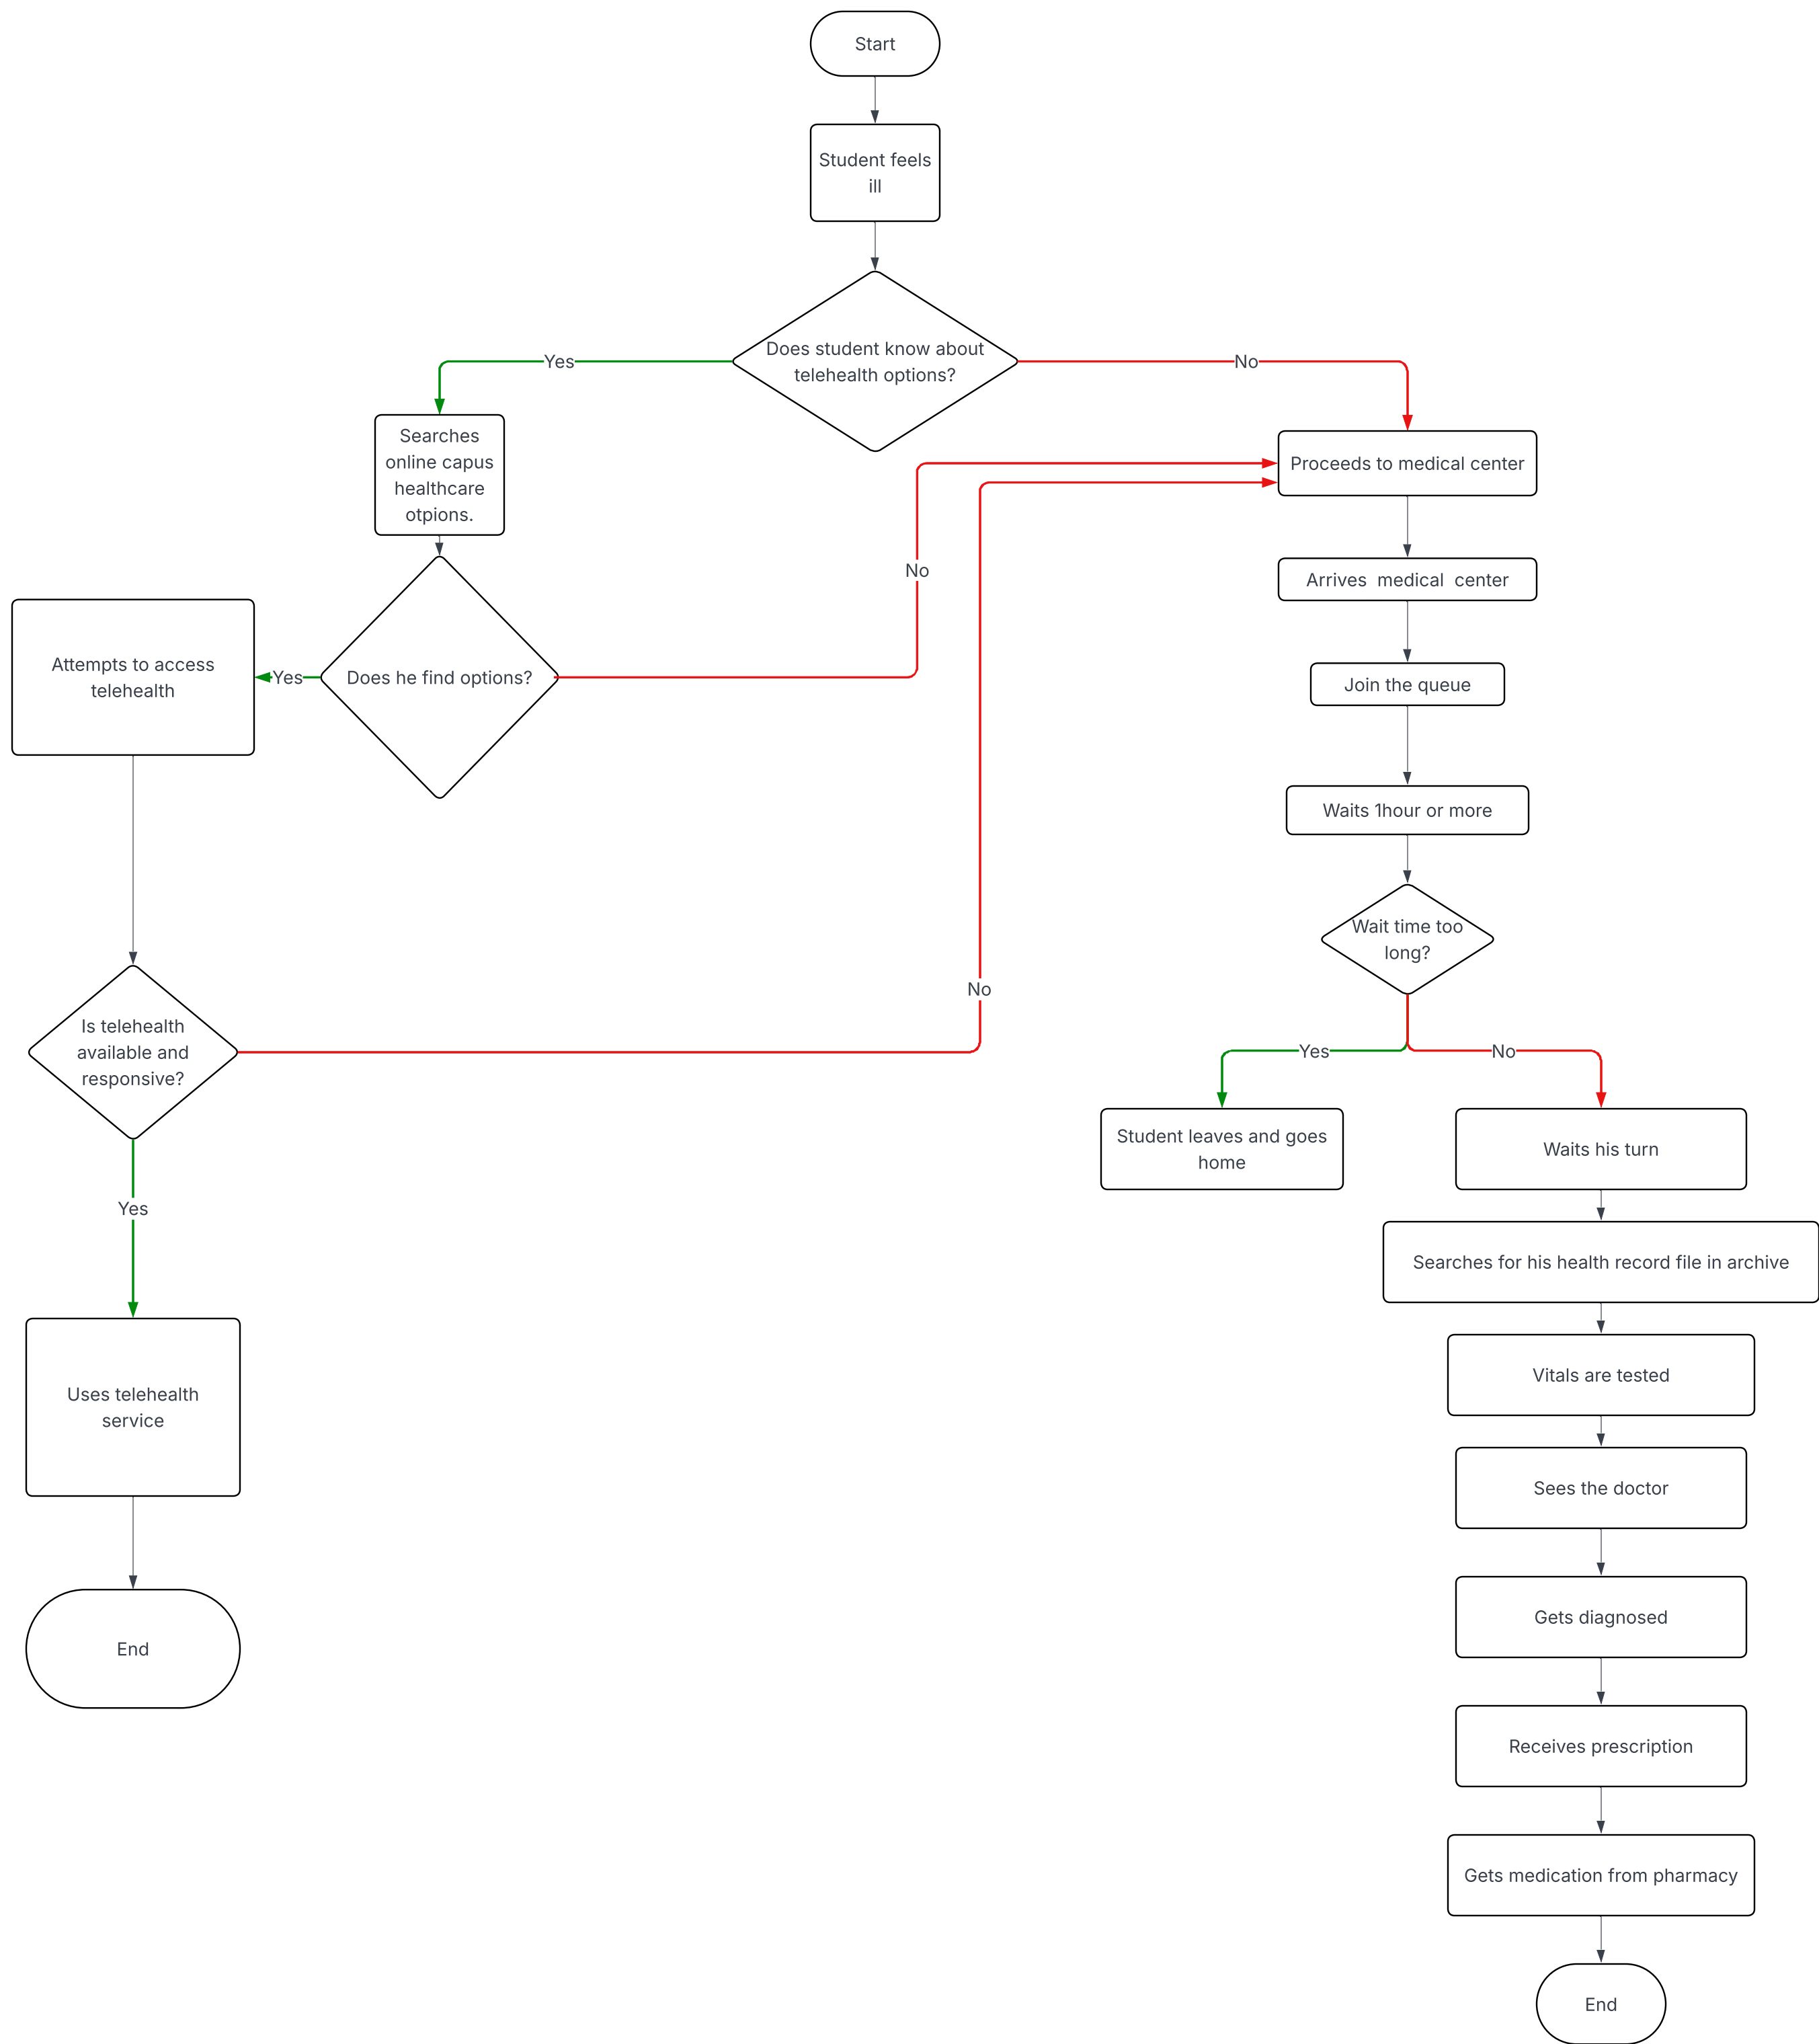 Start
Student feels
ill
Does student know about
telehealth options?
Yes
No
Searches
online capus
healthcare
otpions.
Proceeds to medical center
No
Arrives  medical  center
Attempts to access
telehealth
Yes
Does he find options?
Join the queue
Waits 1hour or more
Wait time too
long?
No
Is telehealth
available and
responsive?
Yes
No
Student leaves and goes
home
Waits his turn
Yes
Searches for his health record file in archive
Vitals are tested
Uses telehealth
service
Sees the doctor
Gets diagnosed
End
Receives prescription
Gets medication from pharmacy
End